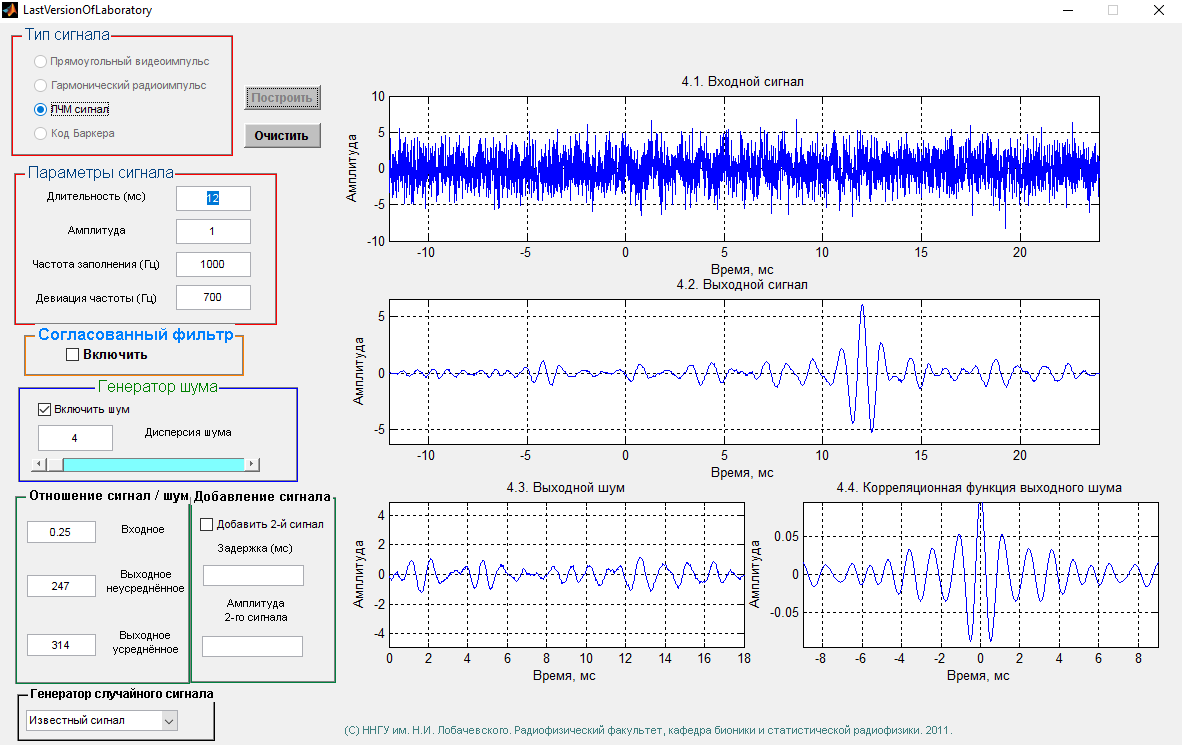 LastVersionOfLaboratory
Тип сигнала
Прямоугольный видеоимпульс
Гармонический радиоимпульс
ЛЧМ сигнал
Код Баркера
Построить
Очистить
Параметры сигнала
Длительность (мс)
12
Амплитуда
1
Частота заполнения (Гц)
1000
Девиация частоты (Гц)
700
Согласованный фильтр
Включить
Генератор шума
Включить шум
4
Дисперсия шума
Отношение сигнал / шум
0.25
Входное
247
Выходное
неусреднённое
314
Выходное
усреднённое
Добавление сигнала
Добавить 2-й сигнал
Задержка (мс)
Амплитуда
2-го сигнала
Генератор случайного сигнала
Известный сигнал
4.1. Входной сигнал
Амплитуда
10
5
0
-5
-10
-10 -5 0 5 10 15 20
Время, мс
4.2. Выходной сигнал
Амплитуда
5
0
-5
-10 -5 0 5 10 15 20
Время, мс
4.3. Выходной шум
Амплитуда
4
2
0
-2
-4
0 2 4 6 8 10 12 14 16 18
Время, мс
4.4. Корреляционная функция выходного шума
Амплитуда
0.05
0
-0.05
-8 -6 -4 -2 0 2 4 6 8
Время, мс
(С) ННГУ им. Н.И. Лобачевского. Радиофизический факультет, кафедра бионики и статистической радиофизики. 2011.